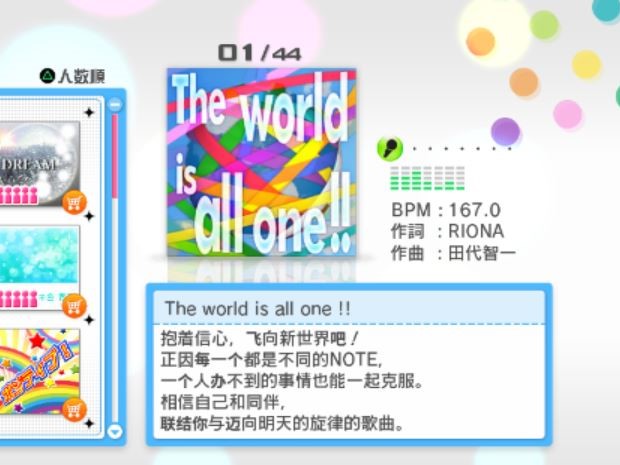 01/44
△人数順
The world
is
all one!!
DREAM
BPM : 167.0
作詞 : RIONA
作曲 : 田代智一
The world is all one !!
抱着信心，飞向新世界吧！
正因每一个都是不同的NOTE，
一个人办不到的事情也能一起克服。
相信自己和同伴，
联结你与迈向明天的旋律的歌曲。